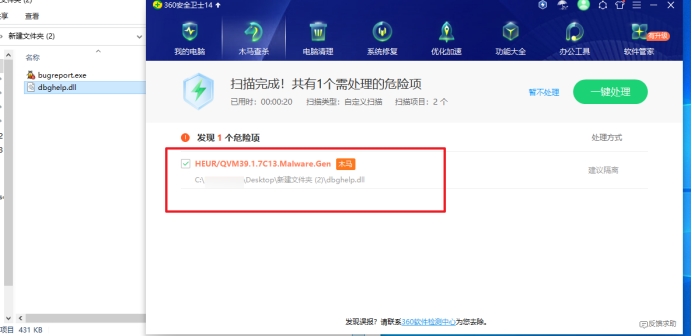 文件夹 (2)
共享
查看
新建文件夹 (2)
名称
bugreport.exe
dbghelp.dll
项目 431 KB
360安全卫士14
我的电脑
木马查杀
电脑清理
系统修复
优化加速
功能大全
办公工具
软件管家
扫描完成！共有1个需处理的危险项
已用时：00:00:20 扫描类型：自定义扫描 扫描项目：2 个
暂不处理
一键处理
发现 1 个危险项
处理方式
HEUR/QVM39.1.7C13.Malware.Gen 木马
C:\ \Desktop\新建文件夹 (2)\dbghelp.dll
建议隔离
发现误报？请联系360软件检测中心为您去除。
反馈求助